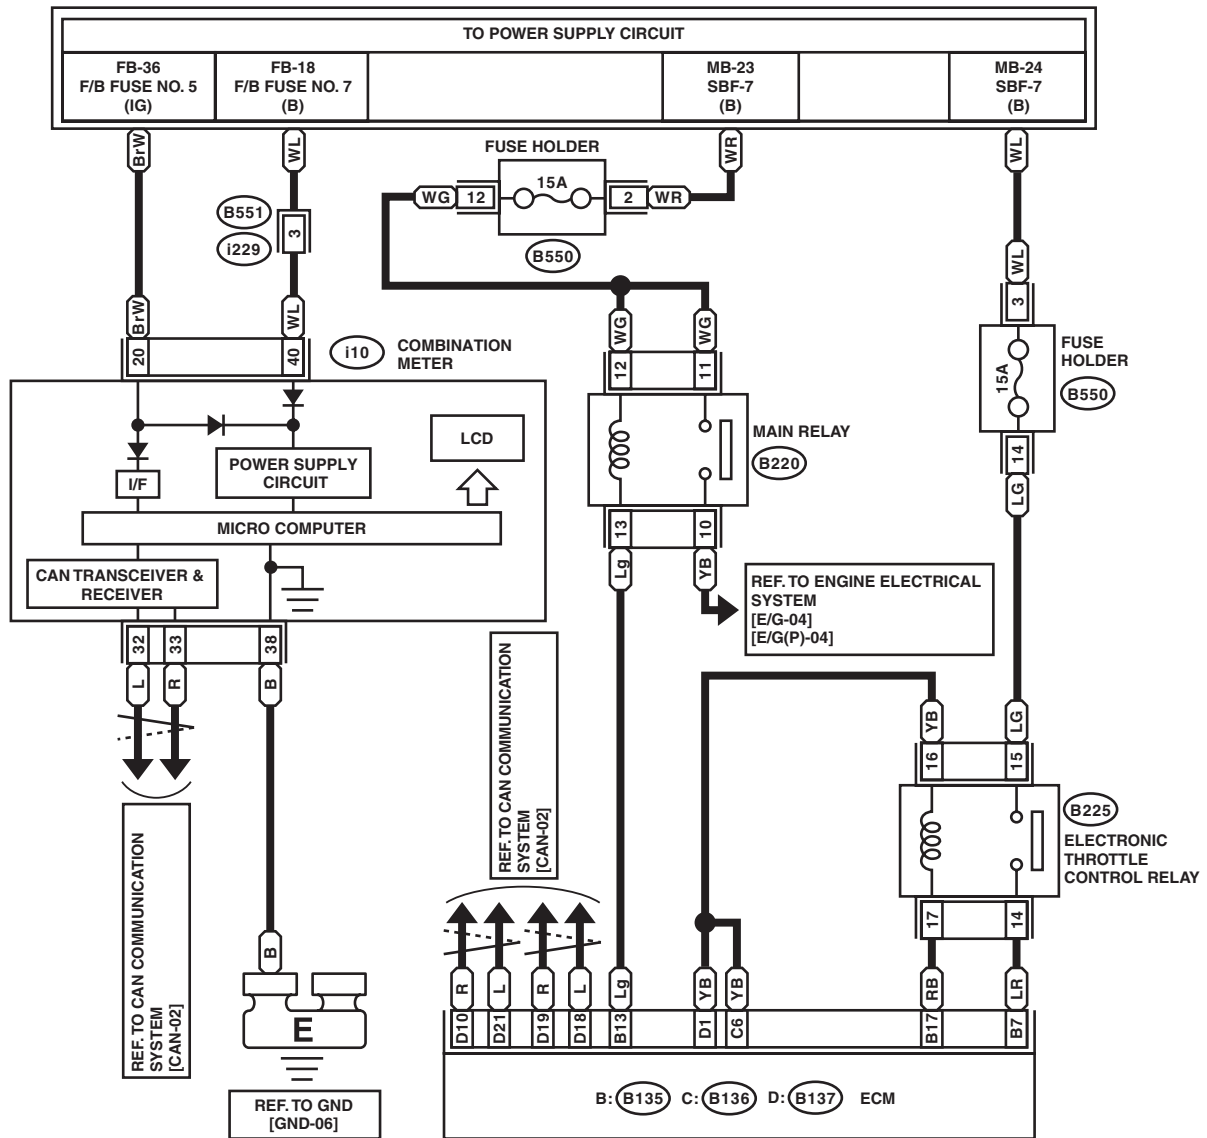 TO POWER SUPPLY CIRCUIT
FB-36
F/B FUSE NO. 5
(IG)
FB-18
F/B FUSE NO. 7
(B)
MB-23
SBF-7
(B)
MB-24
SBF-7
(B)
BrW
WL
WR
WL
FUSE HOLDER
15A
WG
12
2
WR
B550
B551
i229
3
WL
3
BrW
WL
20
40
i10
COMBINATION
METER
WG
WG
12
11
FUSE
HOLDER
15A
B550
14
LG
LCD
POWER SUPPLY
CIRCUIT
I/F
MICRO COMPUTER
CAN TRANSCEIVER &
RECEIVER
MAIN RELAY
B220
13
10
Lg
YB
REF. TO ENGINE ELECTRICAL
SYSTEM
[E/G-04]
[E/G(P)-04]
32
33
38
L
R
B
REF. TO CAN COMMUNICATION
SYSTEM
[CAN-02]
REF. TO CAN COMMUNICATION
SYSTEM
[CAN-02]
YB
LG
16
15
B225
ELECTRONIC
THROTTLE
CONTROL RELAY
17
14
B
E
REF. TO GND
[GND-06]
R
L
R
L
Lg
YB
YB
RB
LR
D10
D21
D19
D18
B13
D1
C6
B17
B7
B: B135 C: B136 D: B137 ECM